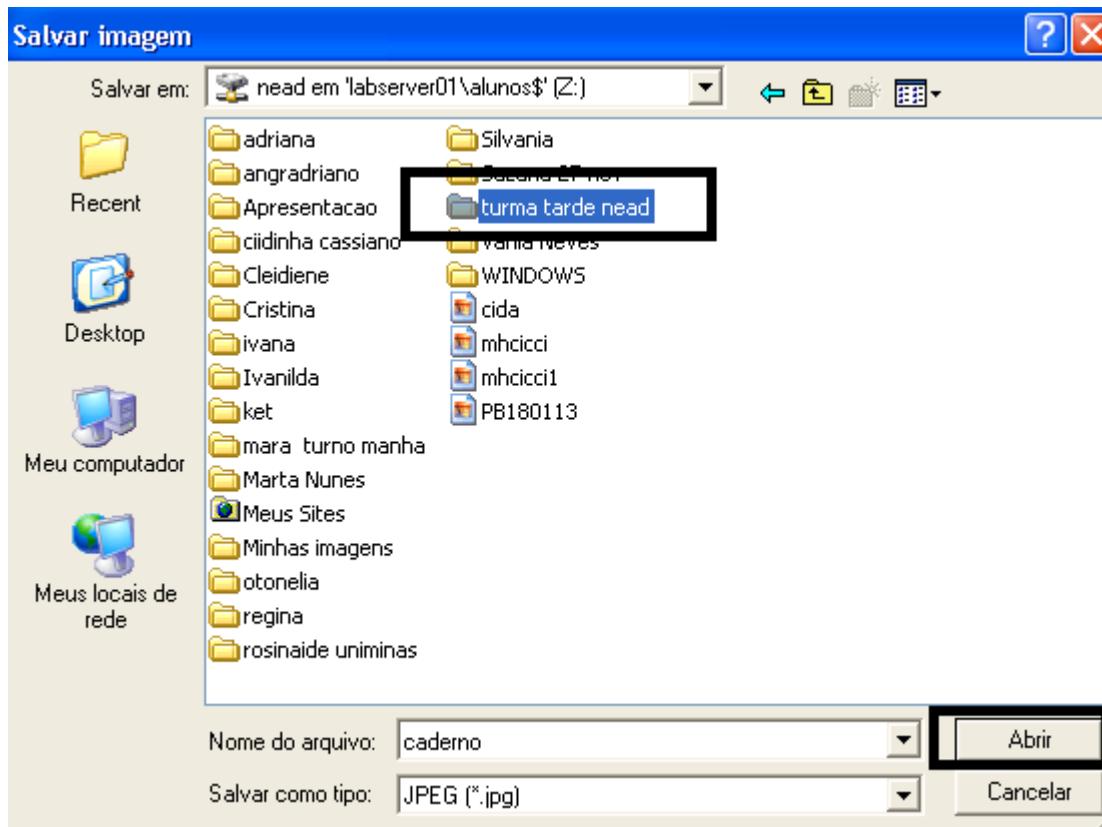 Salvar imagem
Salvar em: nead em 'labserver01\alunos$' (Z:)
Recent
Desktop
Meu computador
Meus locais de
rede
adriana
angradriano
Apresentacao
ciidinha cassiano
Cleidiene
Cristina
ivana
Ivanilda
ket
mara turno manha
Marta Nunes
Meus Sites
Minhas imagens
otonelia
regina
rosinaide uniminas
Silvania
turma tarde nead
Vania Neves
WINDOWS
cida
mhcicci
mhcicci1
PB180113
Nome do arquivo: caderno
Abrir
Salvar como tipo: JPEG (*.jpg)
Cancelar